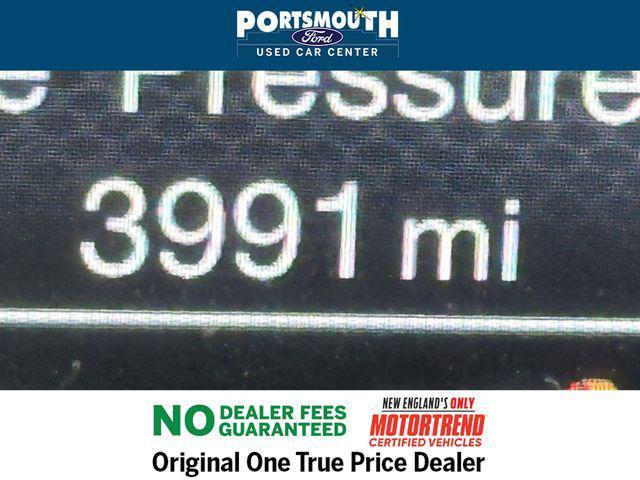 PORTSMOUTH
Ford
USED CAR CENTER
e Pressure
3991 mi
NO DEALER FEES
GUARANTEED
NEW ENGLAND'S ONLY
MOTORTREND
CERTIFIED VEHICLES
Original One True Price Dealer